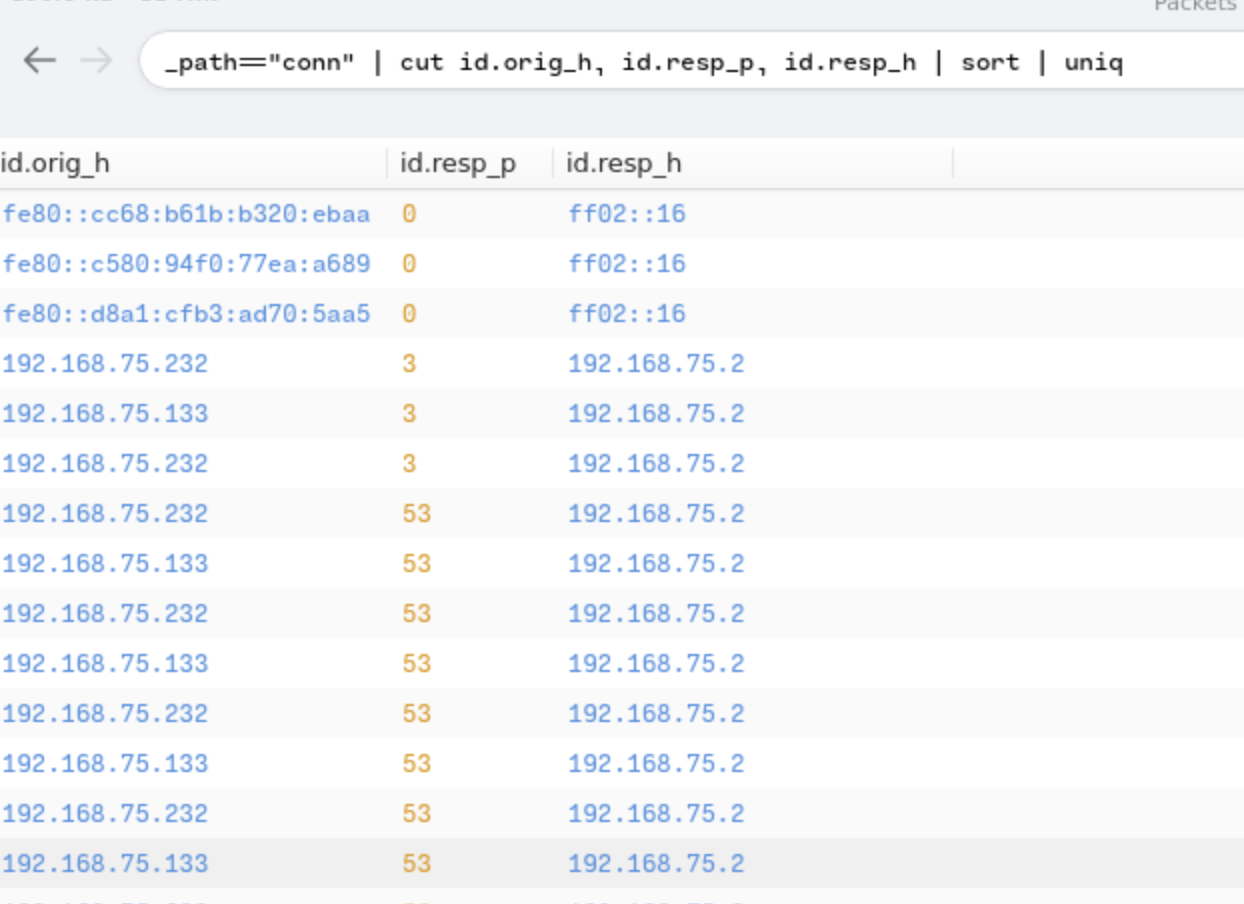 Packets
_path=="conn" | cut id.orig_h, id.resp_p, id.resp_h | sort | uniq
id.orig_h id.resp_p id.resp_h
fe80::cc68:b61b:b320:ebaa 0 ff02::16
fe80::c580:94f0:77ea:a689 0 ff02::16
fe80::d8a1:cfb3:ad70:5aa5 0 ff02::16
192.168.75.232 3 192.168.75.2
192.168.75.133 3 192.168.75.2
192.168.75.232 3 192.168.75.2
192.168.75.232 53 192.168.75.2
192.168.75.133 53 192.168.75.2
192.168.75.232 53 192.168.75.2
192.168.75.133 53 192.168.75.2
192.168.75.232 53 192.168.75.2
192.168.75.133 53 192.168.75.2
192.168.75.232 53 192.168.75.2
192.168.75.133 53 192.168.75.2